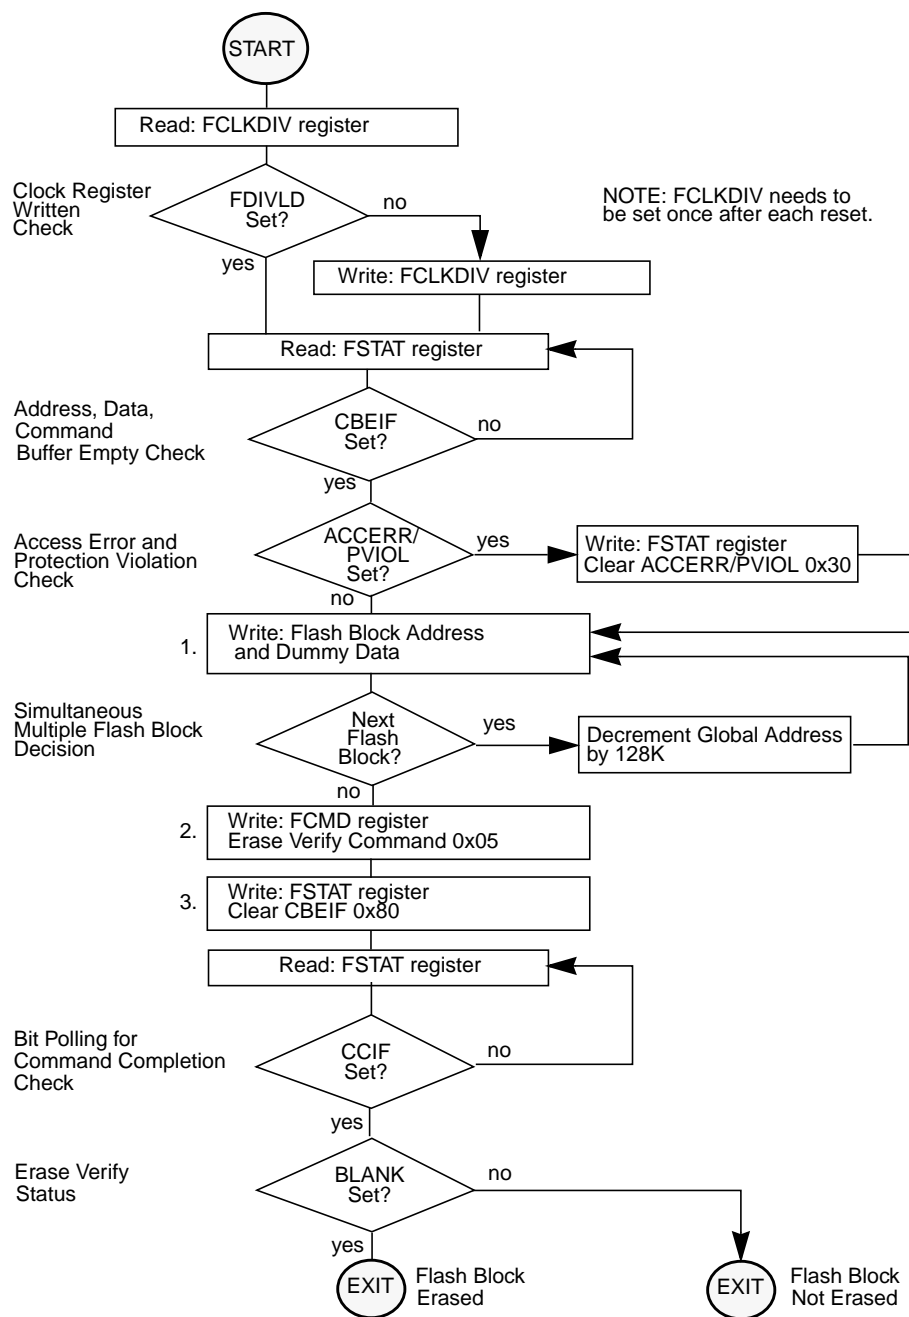 START
Read: FCLKDIV register
Clock Register
Written
Check
FDIVLD
Set?
no
yes
NOTE: FCLKDIV needs to
be set once after each reset.
Write: FCLKDIV register
Read: FSTAT register
Address, Data,
Command
Buffer Empty Check
CBEIF
Set?
no
yes
Access Error and
Protection Violation
Check
ACCERR/
PVIOL
Set?
yes
no
Write: FSTAT register
Clear ACCERR/PVIOL 0x30
1.
Write: Flash Block Address
and Dummy Data
Simultaneous
Multiple Flash Block
Decision
Next
Flash
Block?
yes
no
Decrement Global Address
by 128K
2.
Write: FCMD register
Erase Verify Command 0x05
3.
Write: FSTAT register
Clear CBEIF 0x80
Read: FSTAT register
Bit Polling for
Command Completion
Check
CCIF
Set?
no
yes
Erase Verify
Status
BLANK
Set?
no
yes
EXIT
Flash Block
Erased
EXIT
Flash Block
Not Erased